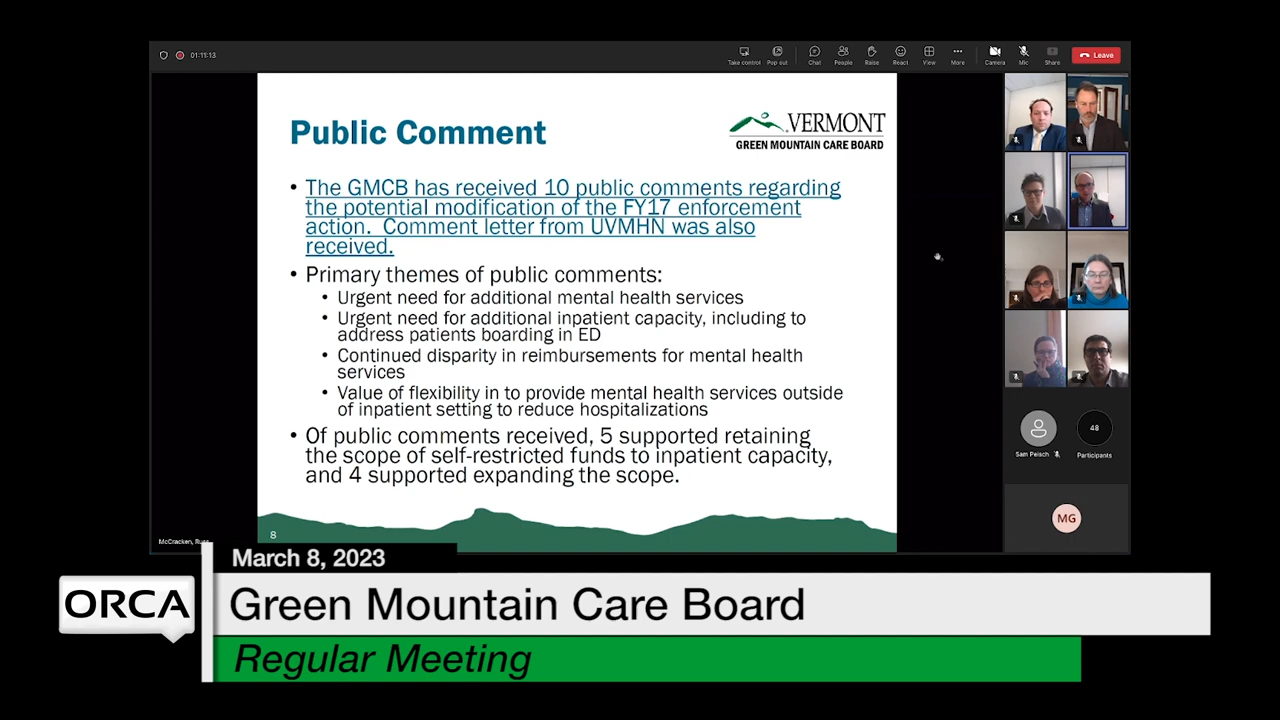 01:11:13
Take control
Pop out
Chat
People
Raise
React
View
More
Camera
Mic
Share
Leave
Public Comment
VERMONT
GREEN MOUNTAIN CARE BOARD
• The GMCB has received 10 public comments regarding
the potential modification of the FY17 enforcement
action. Comment letter from UVMHN was also
received.
• Primary themes of public comments:
• Urgent need for additional mental health services
• Urgent need for additional inpatient capacity, including to
address patients boarding in ED
• Continued disparity in reimbursements for mental health
services
• Value of flexibility in to provide mental health services outside
of inpatient setting to reduce hospitalizations
• Of public comments received, 5 supported retaining
the scope of self-restricted funds to inpatient capacity,
and 4 supported expanding the scope.
8
48
Sam Peisch
Participants
MG
McCracken,
March 8, 2023
ORCA
Green Mountain Care Board
Regular Meeting